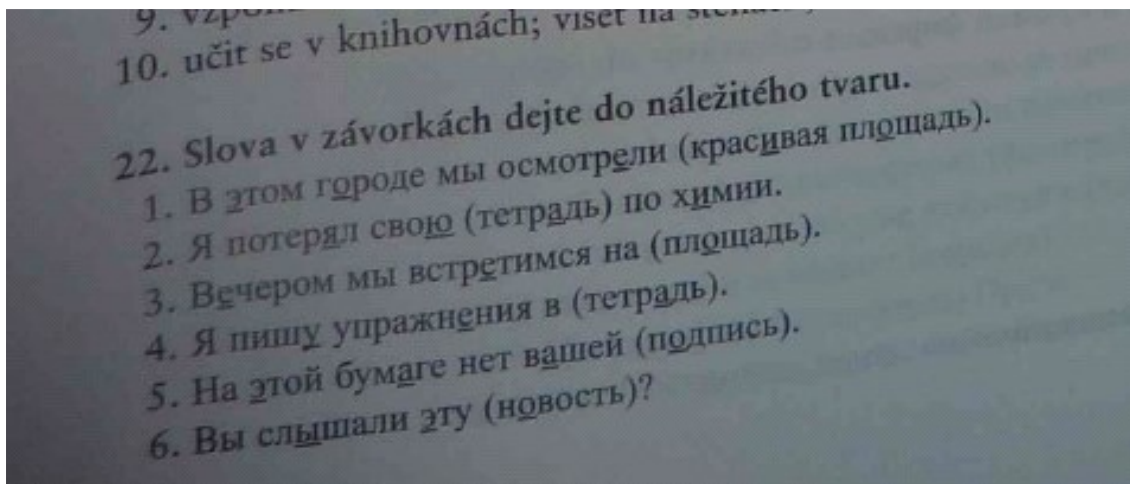 9.
10. učit se v knihovnách; viset na
22. Slova v závorkách dejte do náležitého tvaru.
1. В этом городе мы осмотрели (красивая площадь).
2. Я потерял свою (тетрадь) по химии.
3. Вечером мы встретимся на (площадь).
4. Я пишу упражнения в (тетрадь).
5. На этой бумаге нет вашей (подпись).
6. Вы слышали эту (новость)?